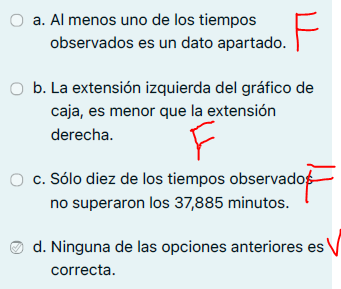 a. Al menos uno de los tiempos
observados es un dato apartado. F
b. La extensión izquierda del gráfico de
caja, es menor que la extensión
derecha.
F
c. Sólo diez de los tiempos observados F
no superaron los 37,885 minutos.
d. Ninguna de las opciones anteriores es V
correcta.